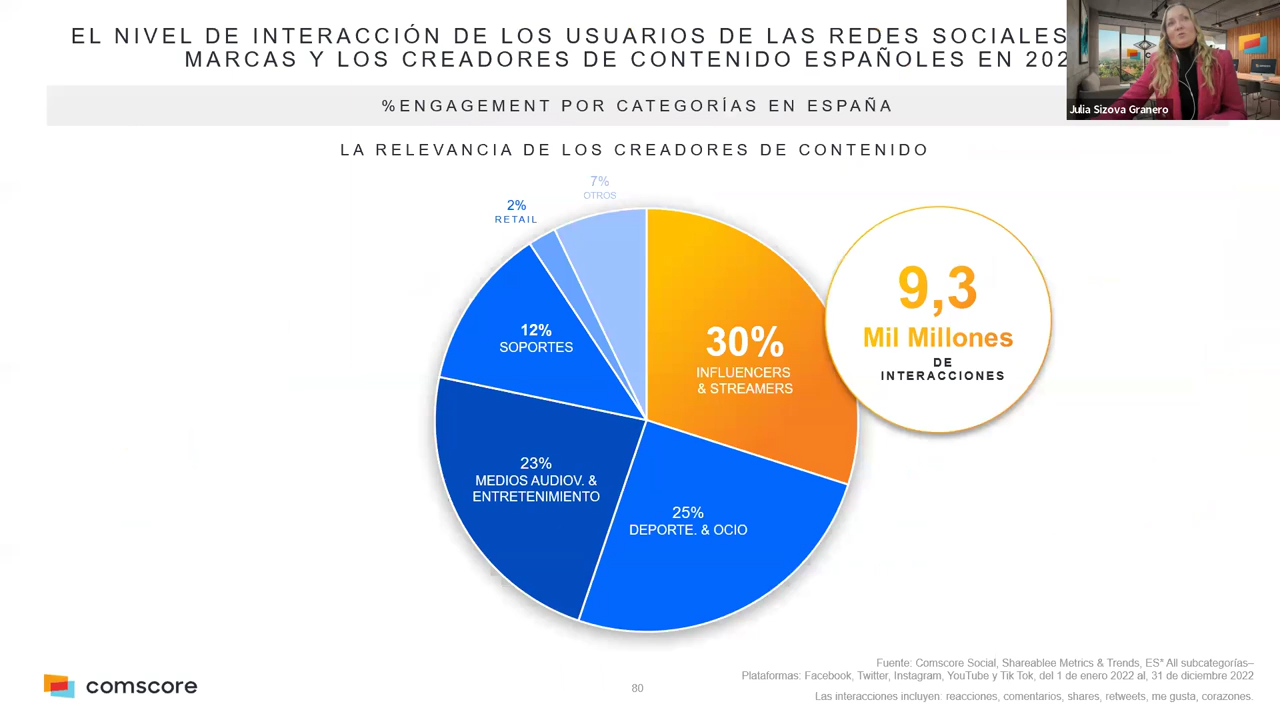 EL NIVEL DE INTERACCIÓN DE LOS USUARIOS DE LAS REDES SOCIALES
MARCAS Y LOS CREADORES DE CONTENIDO ESPAÑOLES EN 202
Julia Sizova Granero
%ENGAGEMENT POR CATEGORÍAS EN ESPAÑA
LA RELEVANCIA DE LOS CREADORES DE CONTENIDO
7%
OTROS
2%
RETAIL
12%
SOPORTES
30%
INFLUENCERS
& STREAMERS
9,3
Mil Millones
DE
INTERACCIONES
23%
MEDIOS AUDIOV. &
ENTRETENIMIENTO
25%
DEPORTE. & OCIO
comscore
80
Fuente: Comscore Social, Shareablee Metrics & Trends, ES* All subcategorías–
Plataformas: Facebook, Twitter, Instagram, YouTube y Tik Tok, del 1 de enero 2022 al, 31 de diciembre 2022
Las interacciones incluyen: reacciones, comentarios, shares, retweets, me gusta, corazones.